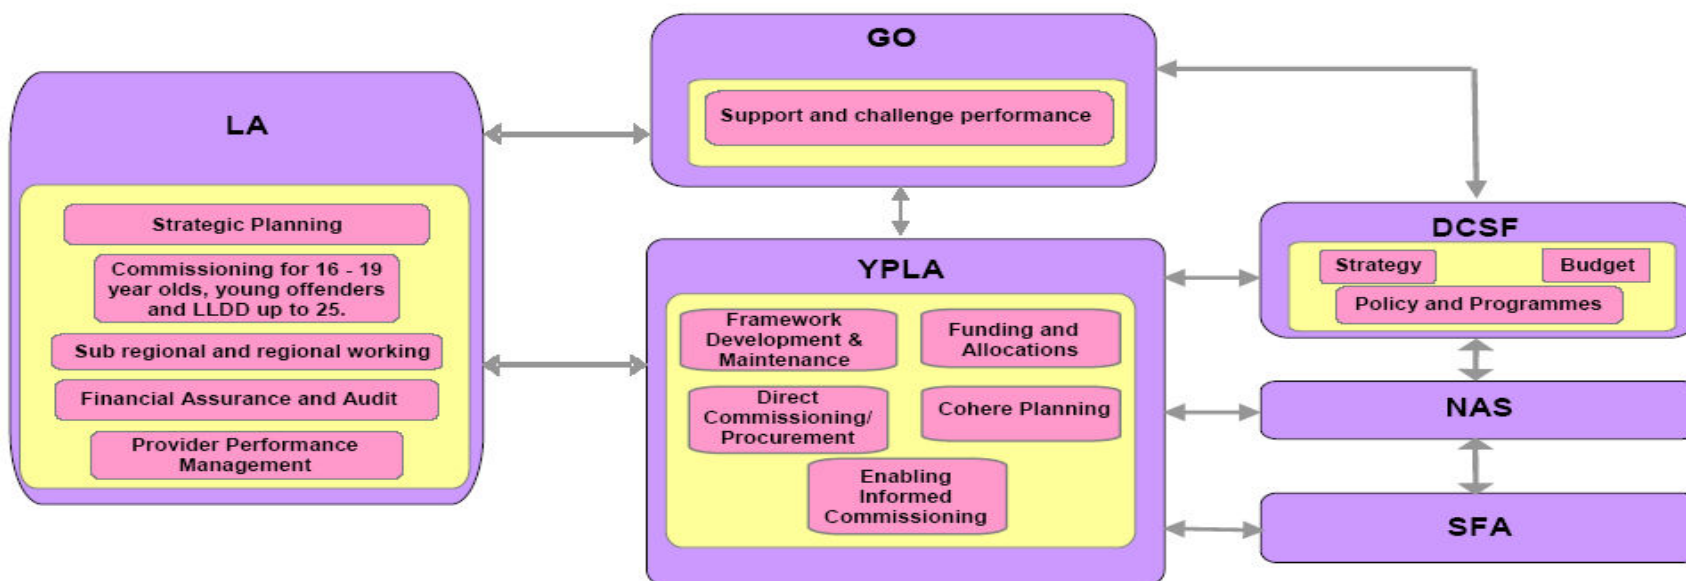 GO
Support and challenge performance
LA
Strategic Planning
Commissioning for 16 - 19
year olds, young offenders
and LLDD up to 25.
Sub regional and regional working
Financial Assurance and Audit
Provider Performance
Management
YPLA
Framework
Development &
Maintenance
Funding and
Allocations
Direct
Commissioning/
Procurement
Cohere Planning
Enabling
Informed
Commissioning
DCSF
Strategy
Budget
Policy and Programmes
NAS
SFA